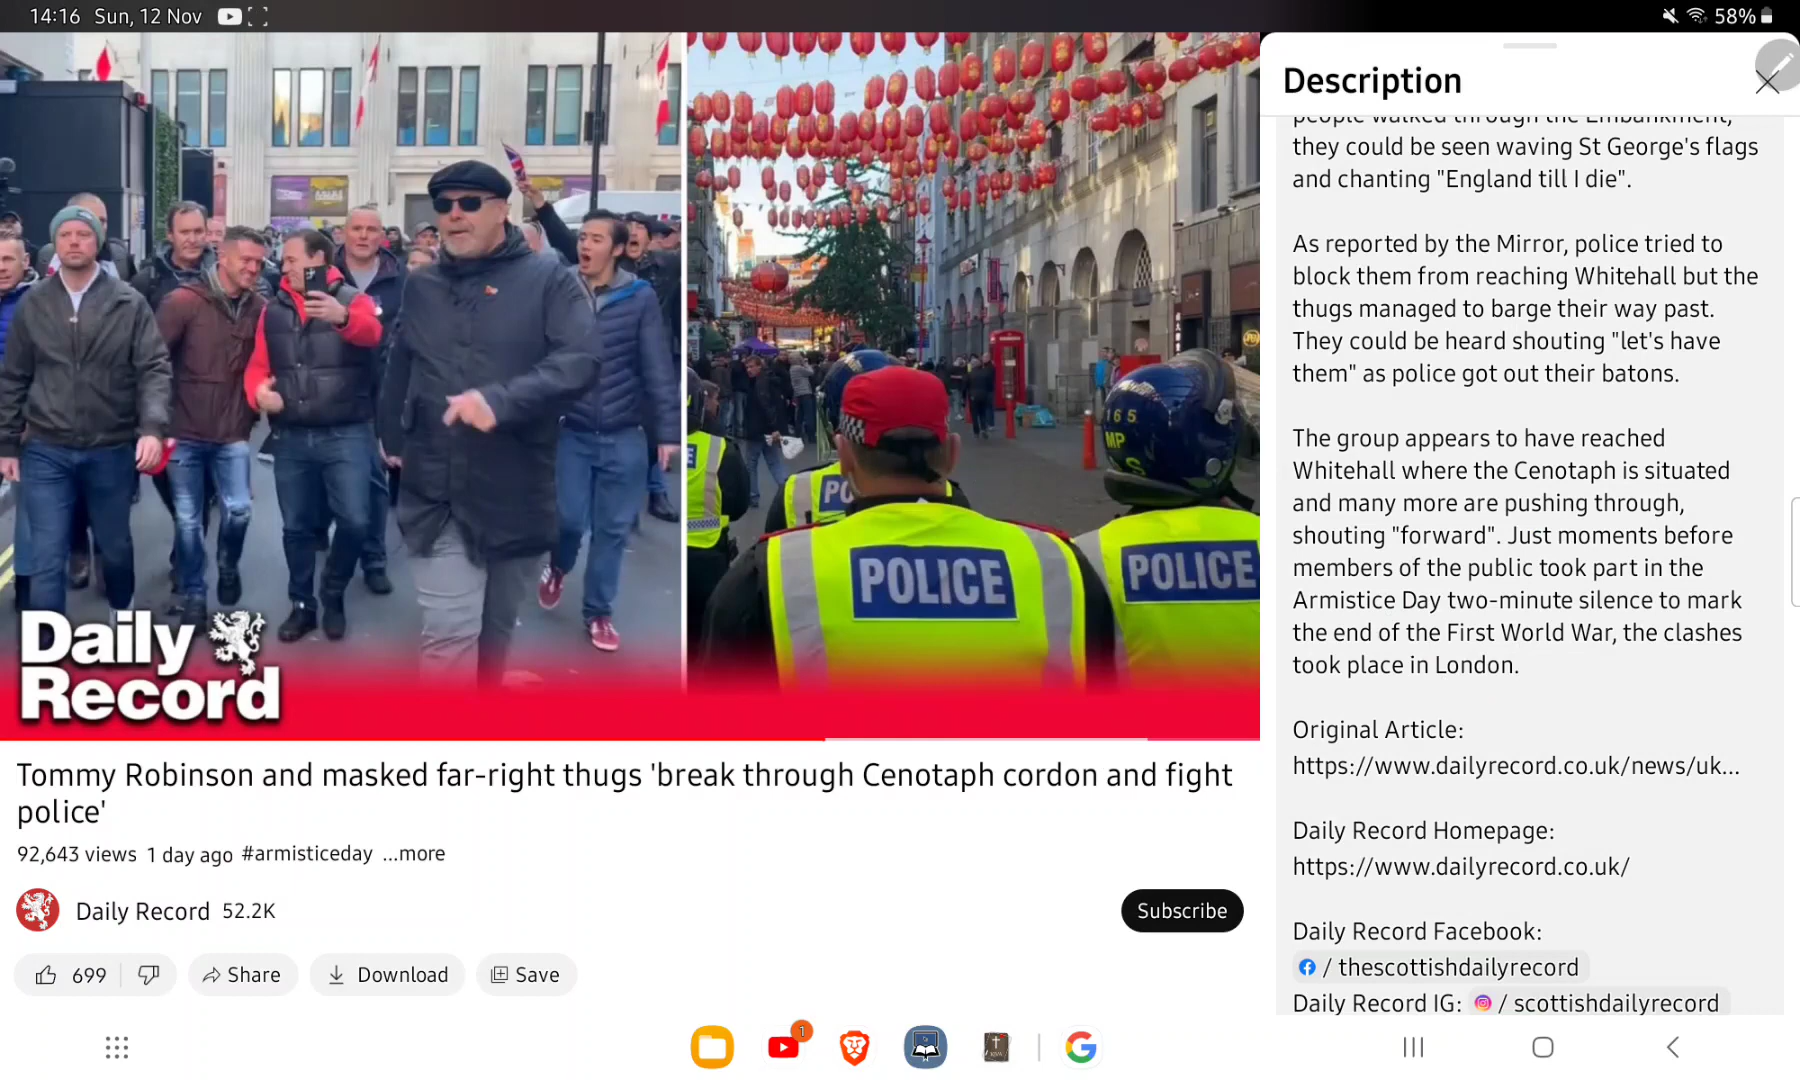 14:16 Sun, 12 Nov
58%
POLICE
POLICE
165
MP
Daily
Record
Tommy Robinson and masked far-right thugs 'break through Cenotaph cordon and fight
police'
92,643 views 1 day ago #armisticeday ...more
Daily Record 52.2K
Subscribe
699
Share
Download
Save
Description
people walked through the Embankment,
they could be seen waving St George's flags
and chanting "England till I die".
As reported by the Mirror, police tried to
block them from reaching Whitehall but the
thugs managed to barge their way past.
They could be heard shouting "let's have
them" as police got out their batons.
The group appears to have reached
Whitehall where the Cenotaph is situated
and many more are pushing through,
shouting "forward". Just moments before
members of the public took part in the
Armistice Day two-minute silence to mark
the end of the First World War, the clashes
took place in London.
Original Article:
https://www.dailyrecord.co.uk/news/uk...
Daily Record Homepage:
https://www.dailyrecord.co.uk/
Daily Record Facebook:
/ thescottishdailyrecord
Daily Record IG: / scottishdailyrecord
1